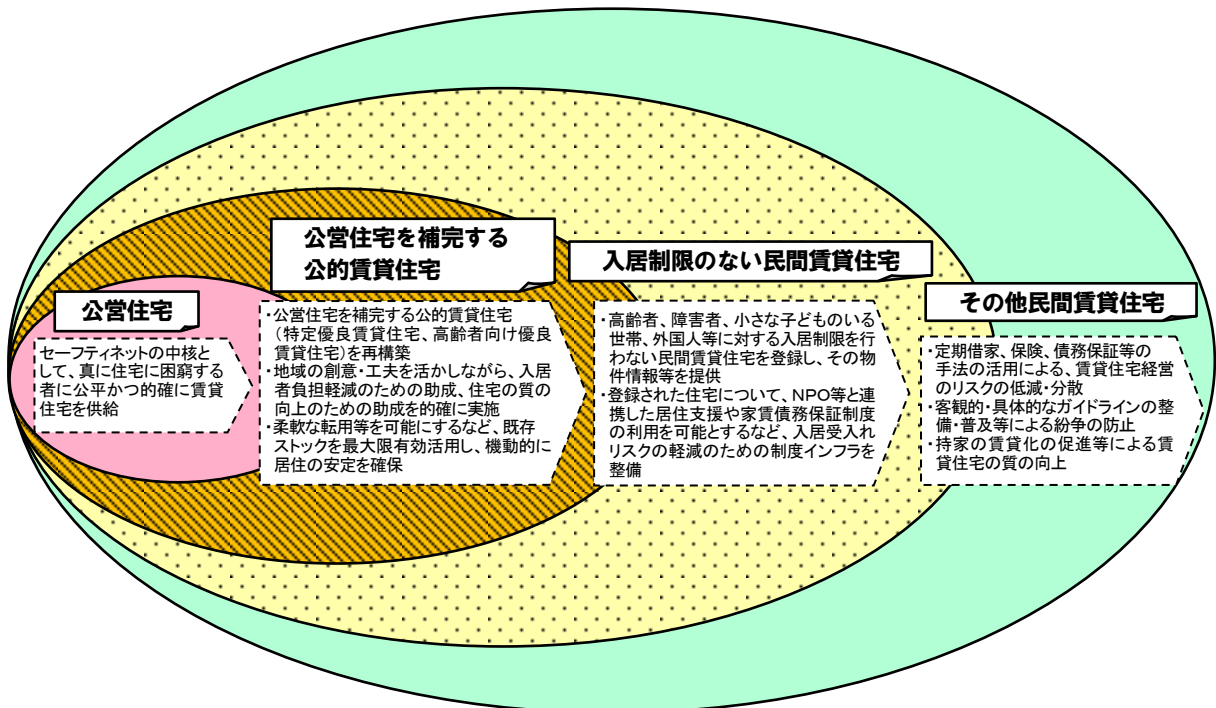 公営住宅
セーフティネットの中核と
して、真に住宅に困窮する
者に公平かつ的確に賃貸
住宅を供給
公営住宅を補完する
公的賃貸住宅
・公営住宅を補完する公的賃貸住宅
（特定優良賃貸住宅、高齢者向け優良
賃貸住宅）を再構築
・地域の創意・工夫を活かしながら、入居
者負担軽減のための助成、住宅の質の
向上のための助成を的確に実施
・柔軟な転用等を可能にするなど、既存
ストックを最大限有効活用し、機動的に
居住の安定を確保
入居制限のない民間賃貸住宅
・高齢者、障害者、小さな子どものいる
世帯、外国人等に対する入居制限を行
わない民間賃貸住宅を登録し、その物
件情報等を提供
・登録された住宅について、NPO等と連
携した居住支援や家賃債務保証制度
の利用を可能とするなど、入居受入れ
リスクの軽減のための制度インフラを
整備
その他民間賃貸住宅
・定期借家、保険、債務保証等の
手法の活用による、賃貸住宅経営
のリスクの低減・分散
・客観的・具体的なガイドラインの整
備・普及等による紛争の防止
・持家の賃貸化の促進等による賃
貸住宅の質の向上